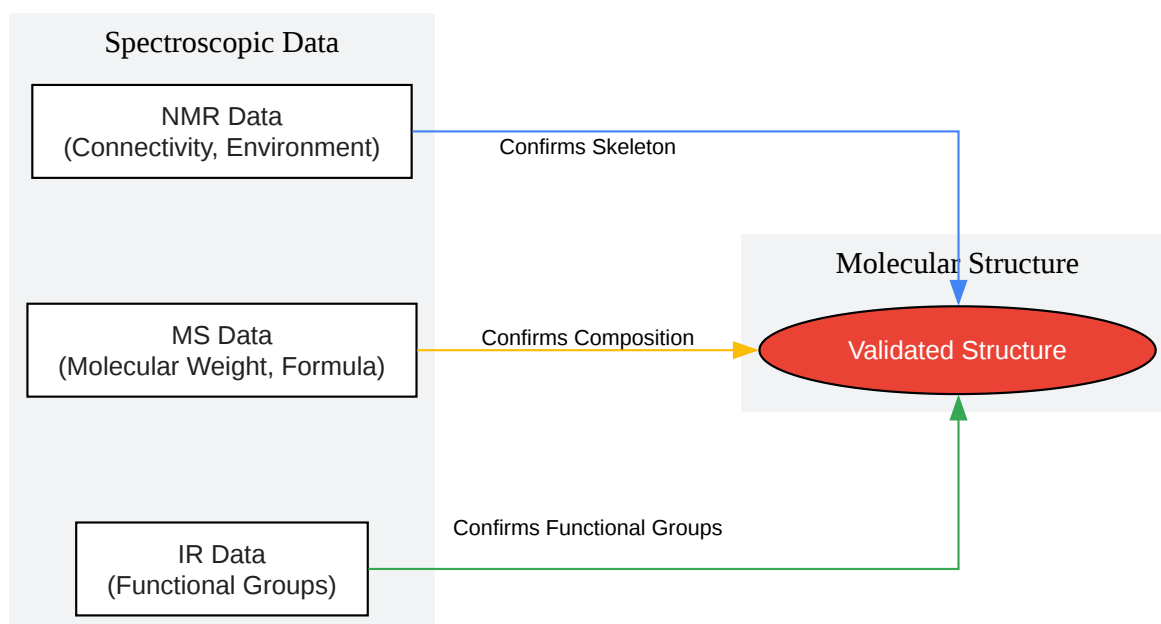 Spectroscopic Data
NMR Data
(Connectivity, Environment)
Confirms Skeleton
Molecular Structure
MS Data
(Molecular Weight, Formula)
Confirms Composition
Validated Structure
IR Data
(Functional Groups)
Confirms Functional Groups